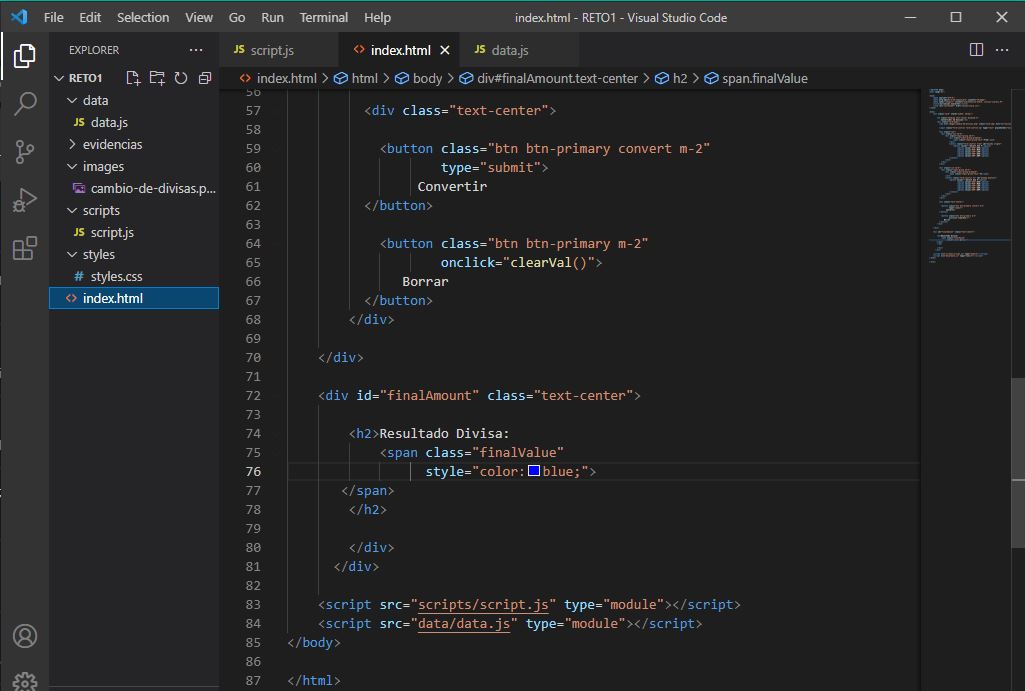 File Edit Selection View Go Run Terminal Help
index.html - RETO1 - Visual Studio Code
EXPLORER
JS script.js
<> index.html
JS data.js
RETO1
<> index.html > html > body > div#finalAmount.text-center > h2 > span.finalValue
data
JS data.js
evidencias
images
cambio-de-divisas.p...
scripts
JS script.js
styles
# styles.css
<> index.html
56
57 <div class="text-center">
58
59 <button class="btn btn-primary convert m-2"
60 type="submit">
61 Convertir
62 </button>
63
64 <button class="btn btn-primary m-2"
65 onclick="clearVal()">
66 Borrar
67 </button>
68 </div>
69
70 </div>
71
72 <div id="finalAmount" class="text-center">
73
74 <h2>Resultado Divisa:
75 <span class="finalValue"
76 style="color:blue;">
77 </span>
78 </h2>
79
80 </div>
81 </div>
82
83 <script src="scripts/script.js" type="module"></script>
84 <script src="data/data.js" type="module"></script>
85 </body>
86
87 </html>